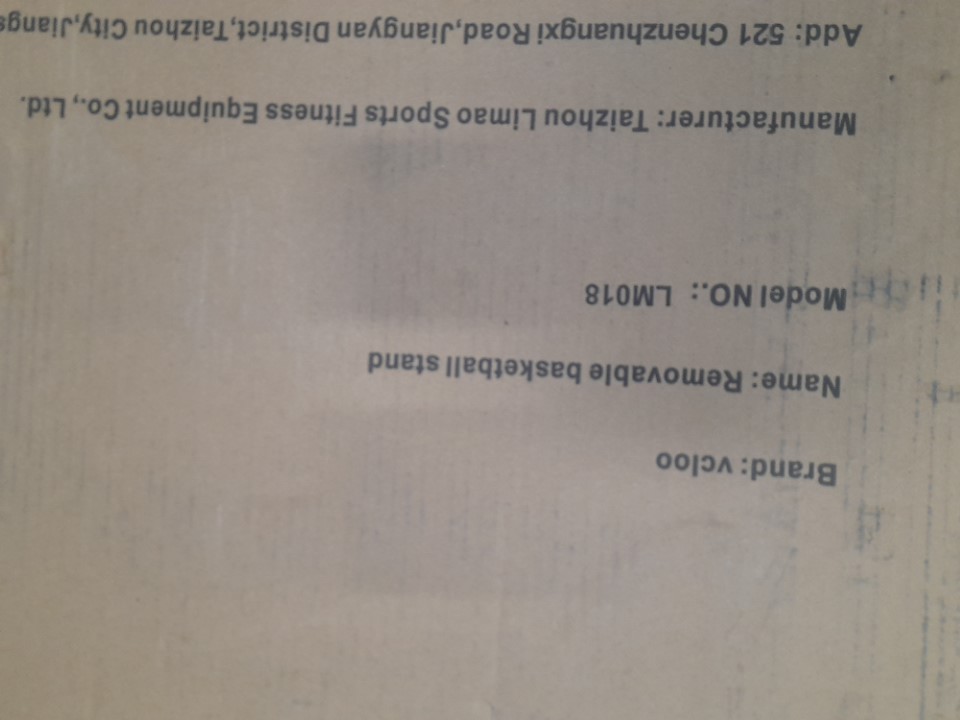 Brand: vcloo
Name: Removable basketball stand
Model NO.: LM018
Manufacturer: Taizhou Limao Sports Fitness Equipment Co., Ltd.
Add: 521 Chenzhuangxi Road,Jiangyan District,Taizhou City,Jiangs